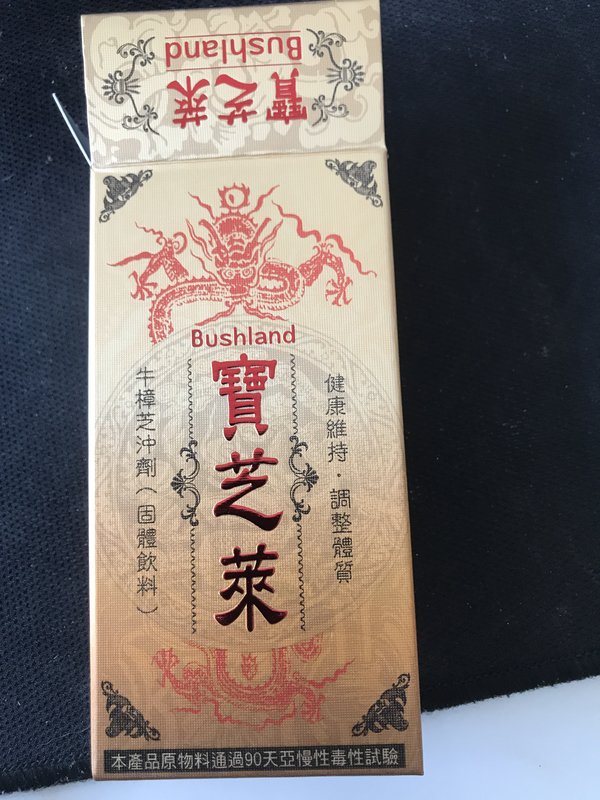 寶芝萊
Bushland
Bushland
寶芝萊
健康維持．調整體質
牛樟芝沖劑(固體飲料)
本產品原物料通過90天亞慢性毒性試驗